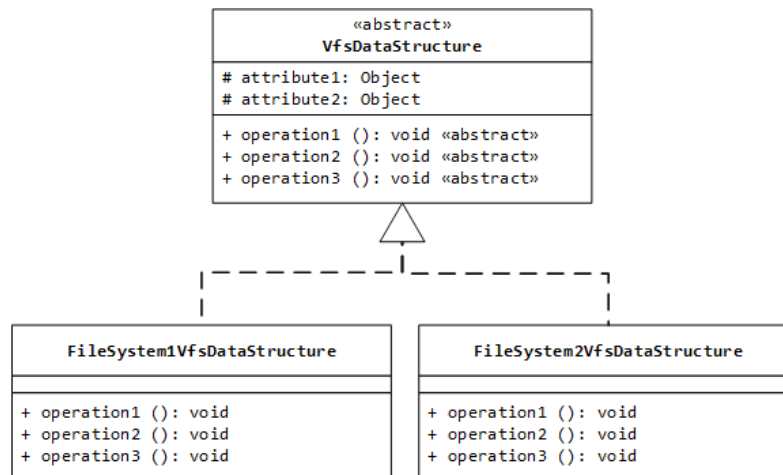 «abstract»
VfsDataStructure
# attribute1: Object
# attribute2: Object
+ operation1 (): void «abstract»
+ operation2 (): void «abstract»
+ operation3 (): void «abstract»
FileSystem1VfsDataStructure
+ operation1 (): void
+ operation2 (): void
+ operation3 (): void
FileSystem2VfsDataStructure
+ operation1 (): void
+ operation2 (): void
+ operation3 (): void